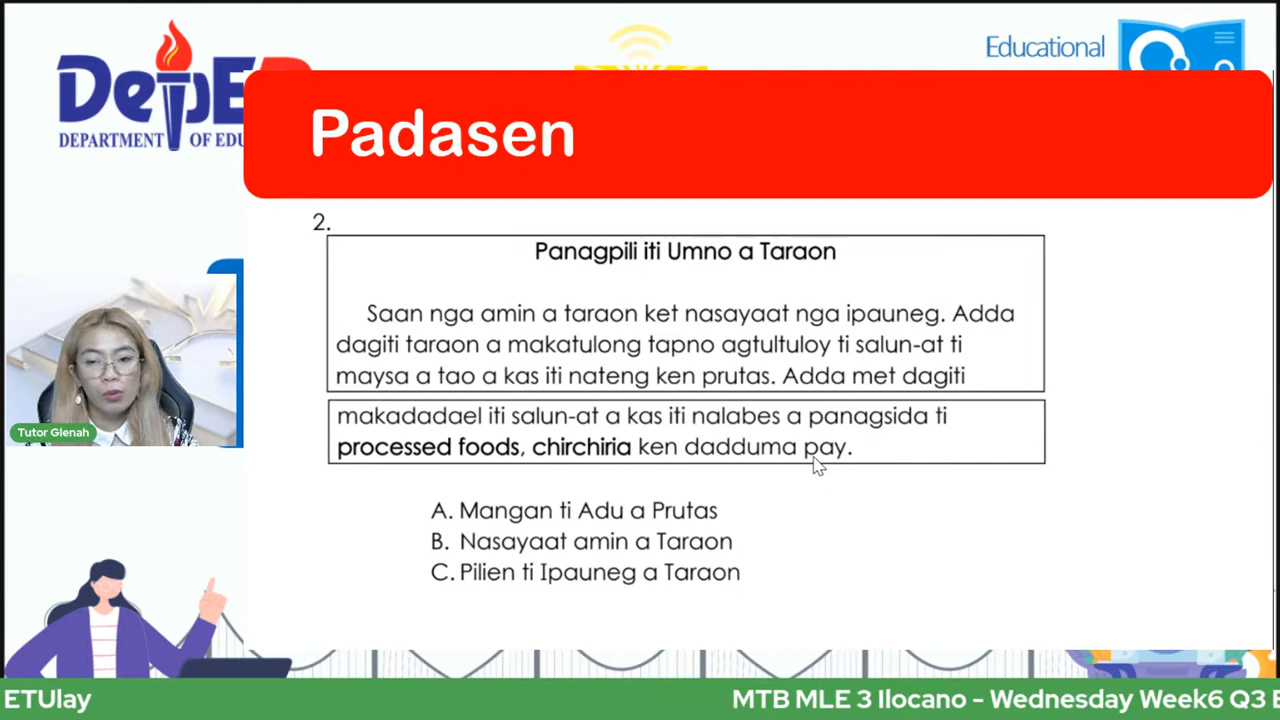 DepED
DEPARTMENT OF EDU
Educational
Padasen
2.
Panagpili iti Umno a Taraon
Saan nga amin a taraon ket nasayaat nga ipauneg. Adda
dagiti taraon a makatulong tapno agtultuloy ti salun-at ti
maysa a tao a kas iti nateng ken prutas. Adda met dagiti
makadadael iti salun-at a kas iti nalabes a panagsida ti
processed foods, chirchiria ken dadduma pay.
A. Mangan ti Adu a Prutas
B. Nasayaat amin a Taraon
C. Pilien ti Ipauneg a Taraon
Tutor Glenah
ETUlay
MTB MLE 3 Ilocano - Wednesday Week6 Q3 E